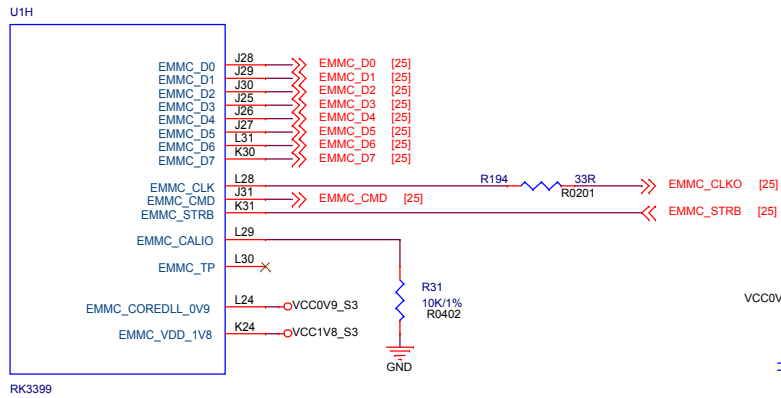 U1H
EMMC_D0 J28 EMMC_D0 [25]
EMMC_D1 J29 EMMC_D1 [25]
EMMC_D2 J30 EMMC_D2 [25]
EMMC_D3 J25 EMMC_D3 [25]
EMMC_D4 J26 EMMC_D4 [25]
EMMC_D5 J27 EMMC_D5 [25]
EMMC_D6 L31 EMMC_D6 [25]
EMMC_D7 K30 EMMC_D7 [25]
EMMC_CLK L28 R194 33R R0201 EMMC_CLKO [25]
EMMC_CMD J31 EMMC_CMD [25]
EMMC_STRB K31 EMMC_STRB [25]
EMMC_CALIO L29
EMMC_TP L30
R31
10K/1%
R0402
EMMC_COREDLL_0V9 L24 VCC0V9_S3
EMMC_VDD_1V8 K24 VCC1V8_S3
GND
VCC0V
RK3399